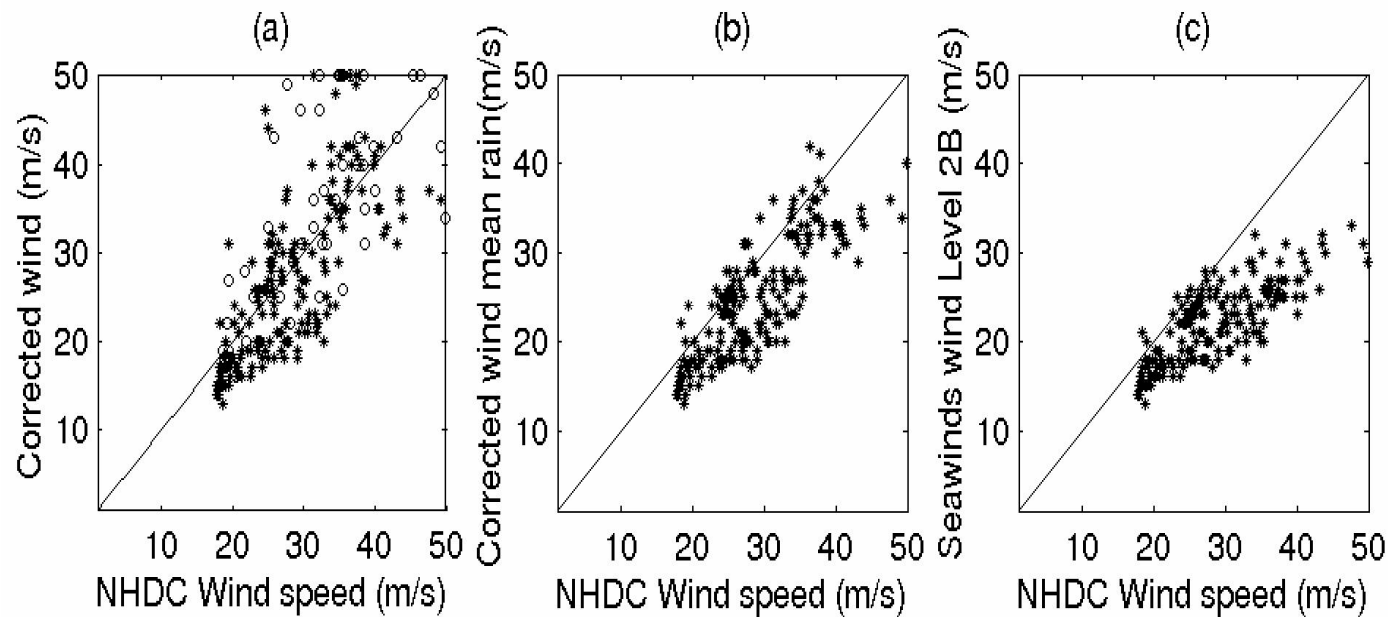 (a)
(b)
(c)
Corrected wind (m/s)
50
40
30
20
10
10 20 30 40 50
NHDC Wind speed (m/s)
Corrected wind mean rain(m/s)
50
40
30
20
10
10 20 30 40 50
NHDC Wind speed (m/s)
Seawinds wind Level 2B (m/s)
50
40
30
20
10
10 20 30 40 50
NHDC Wind speed (m/s)